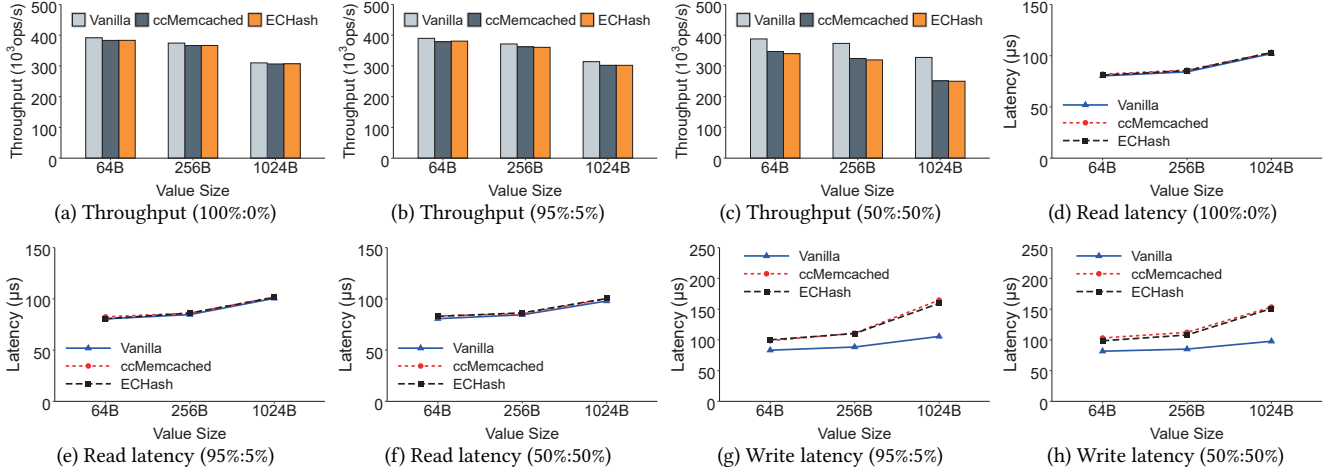 500
400
300
200
100
0
Throughput (10³ops/s)
Vanilla ccMemcached ECHash
64B 256B 1024B
Value Size
(a) Throughput (100%:0%)
500
400
300
200
100
0
Throughput (10³ops/s)
Vanilla ccMemcached ECHash
64B 256B 1024B
Value Size
(b) Throughput (95%:5%)
500
400
300
200
100
0
Throughput (10³ops/s)
Vanilla ccMemcached ECHash
64B 256B 1024B
Value Size
(c) Throughput (50%:50%)
150
100
50
0
Latency (μs)
Vanilla
ccMemcached
ECHash
64B 256B 1024B
Value Size
(d) Read latency (100%:0%)
150
100
50
0
Latency (μs)
Vanilla
ccMemcached
ECHash
64B 256B 1024B
Value Size
(e) Read latency (95%:5%)
150
100
50
0
Latency (μs)
Vanilla
ccMemcached
ECHash
64B 256B 1024B
Value Size
(f) Read latency (50%:50%)
250
200
150
100
50
0
Latency (μs)
Vanilla
ccMemcached
ECHash
64B 256B 1024B
Value Size
(g) Write latency (95%:5%)
250
200
150
100
50
0
Latency (μs)
Vanilla
ccMemcached
ECHash
64B 256B 1024B
Value Size
(h) Write latency (50%:50%)